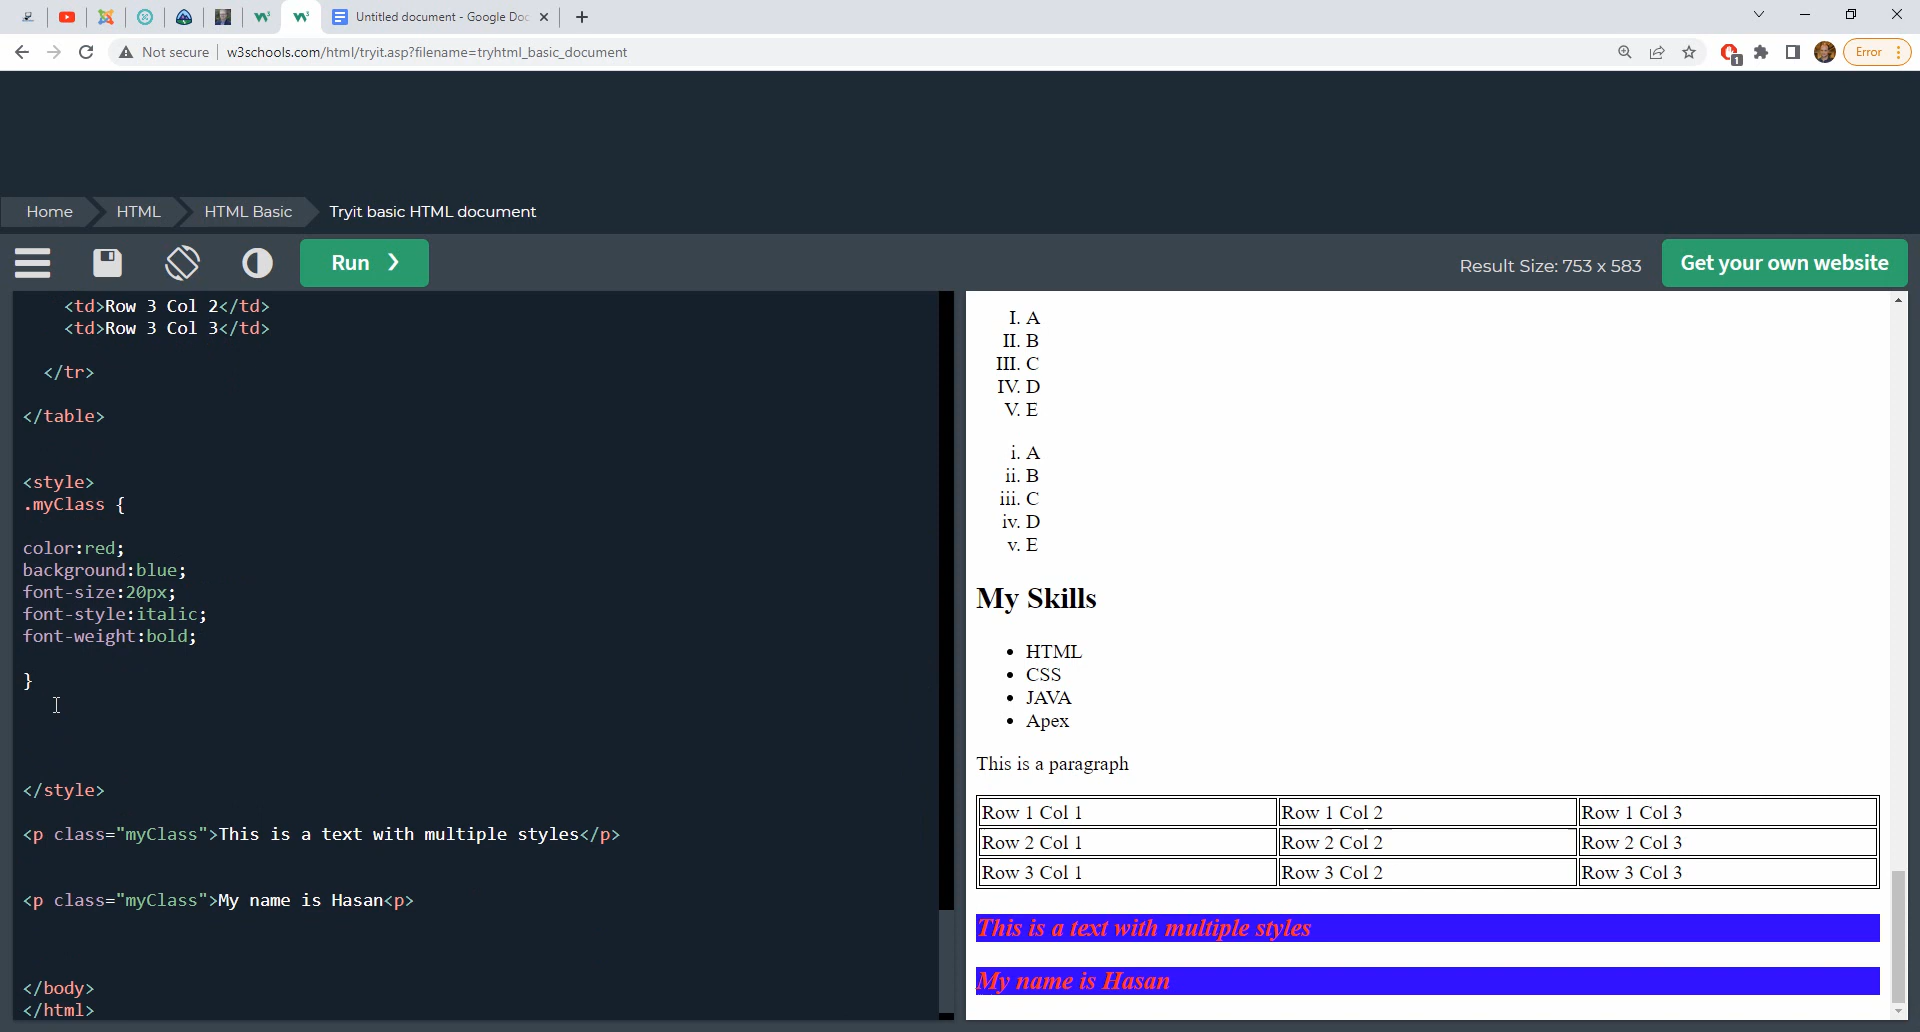 Untitled document - Google Doc
Not secure
w3schools.com/html/tryit.asp?filename=tryhtml_basic_document
1
Error
Home
HTML
HTML Basic
Tryit basic HTML document
Run ❯
Result Size: 753 x 583
Get your own website
<td>Row 3 Col 2</td>
<td>Row 3 Col 3</td>
</tr>
</table>
<style>
.myClass {
color:red;
background:blue;
font-size:20px;
font-style:italic;
font-weight:bold;
}
</style>
<p class="myClass">This is a text with multiple styles</p>
<p class="myClass">My name is Hasan<p>
</body>
</html>
I. A
II. B
III. C
IV. D
V. E
i. A
ii. B
iii. C
iv. D
v. E
My Skills
• HTML
• CSS
• JAVA
• Apex
This is a paragraph
Row 1 Col 1 Row 1 Col 2 Row 1 Col 3
Row 2 Col 1 Row 2 Col 2 Row 2 Col 3
Row 3 Col 1 Row 3 Col 2 Row 3 Col 3
This is a text with multiple styles
My name is Hasan